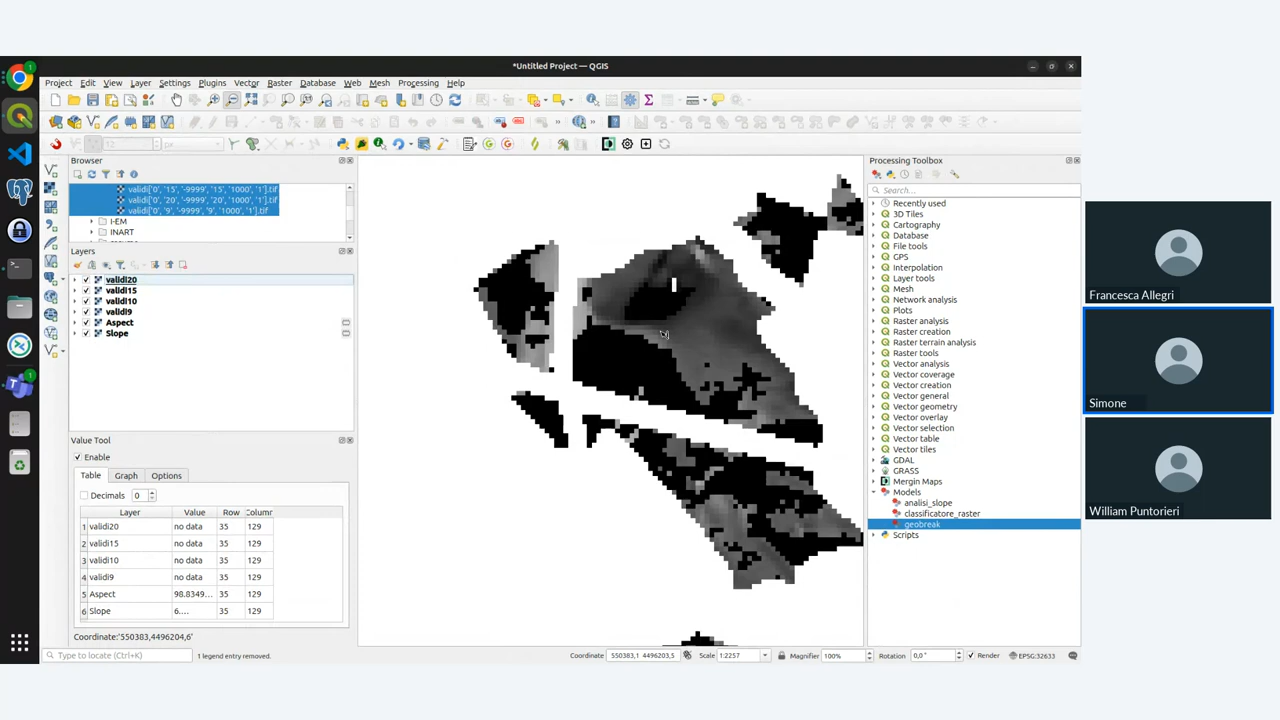 *Untitled Project — QGIS
Project Edit View Layer Settings Plugins Vector Raster Database Web Mesh Processing Help
Browser
validi['0', '15', '-9999', '15', '1000', '1'].tif
validi['0', '20', '-9999', '20', '1000', '1'].tif
validi['0', '9', '-9999', '9', '1000', '1'].tif
I-EM
INART
Layers
validi20
validi15
validi10
validi9
Aspect
Slope
Value Tool
Enable
Table Graph Options
Decimals 0
Layer Value Row Column
1 validi20 no data 35 129
2 validi15 no data 35 129
3 validi10 no data 35 129
4 validi9 no data 35 129
5 Aspect 98.8349... 35 129
6 Slope 6.... 35 129
Coordinate:'550383,4496204,6'
Type to locate (Ctrl+K)
1 legend entry removed.
Coordinate 550383,1 4496203,5
Scale 1:2257
Magnifier 100%
Rotation 0,0 °
Render
EPSG:32633
Processing Toolbox
Search...
Recently used
3D Tiles
Cartography
Database
File tools
GPS
Interpolation
Layer tools
Mesh
Network analysis
Plots
Raster analysis
Raster creation
Raster terrain analysis
Raster tools
Vector analysis
Vector coverage
Vector creation
Vector general
Vector geometry
Vector overlay
Vector selection
Vector table
Vector tiles
GDAL
GRASS
Mergin Maps
Models
analisi_slope
classificatore_raster
geobreak
Scripts
Francesca Allegri
Simone
William Puntorieri